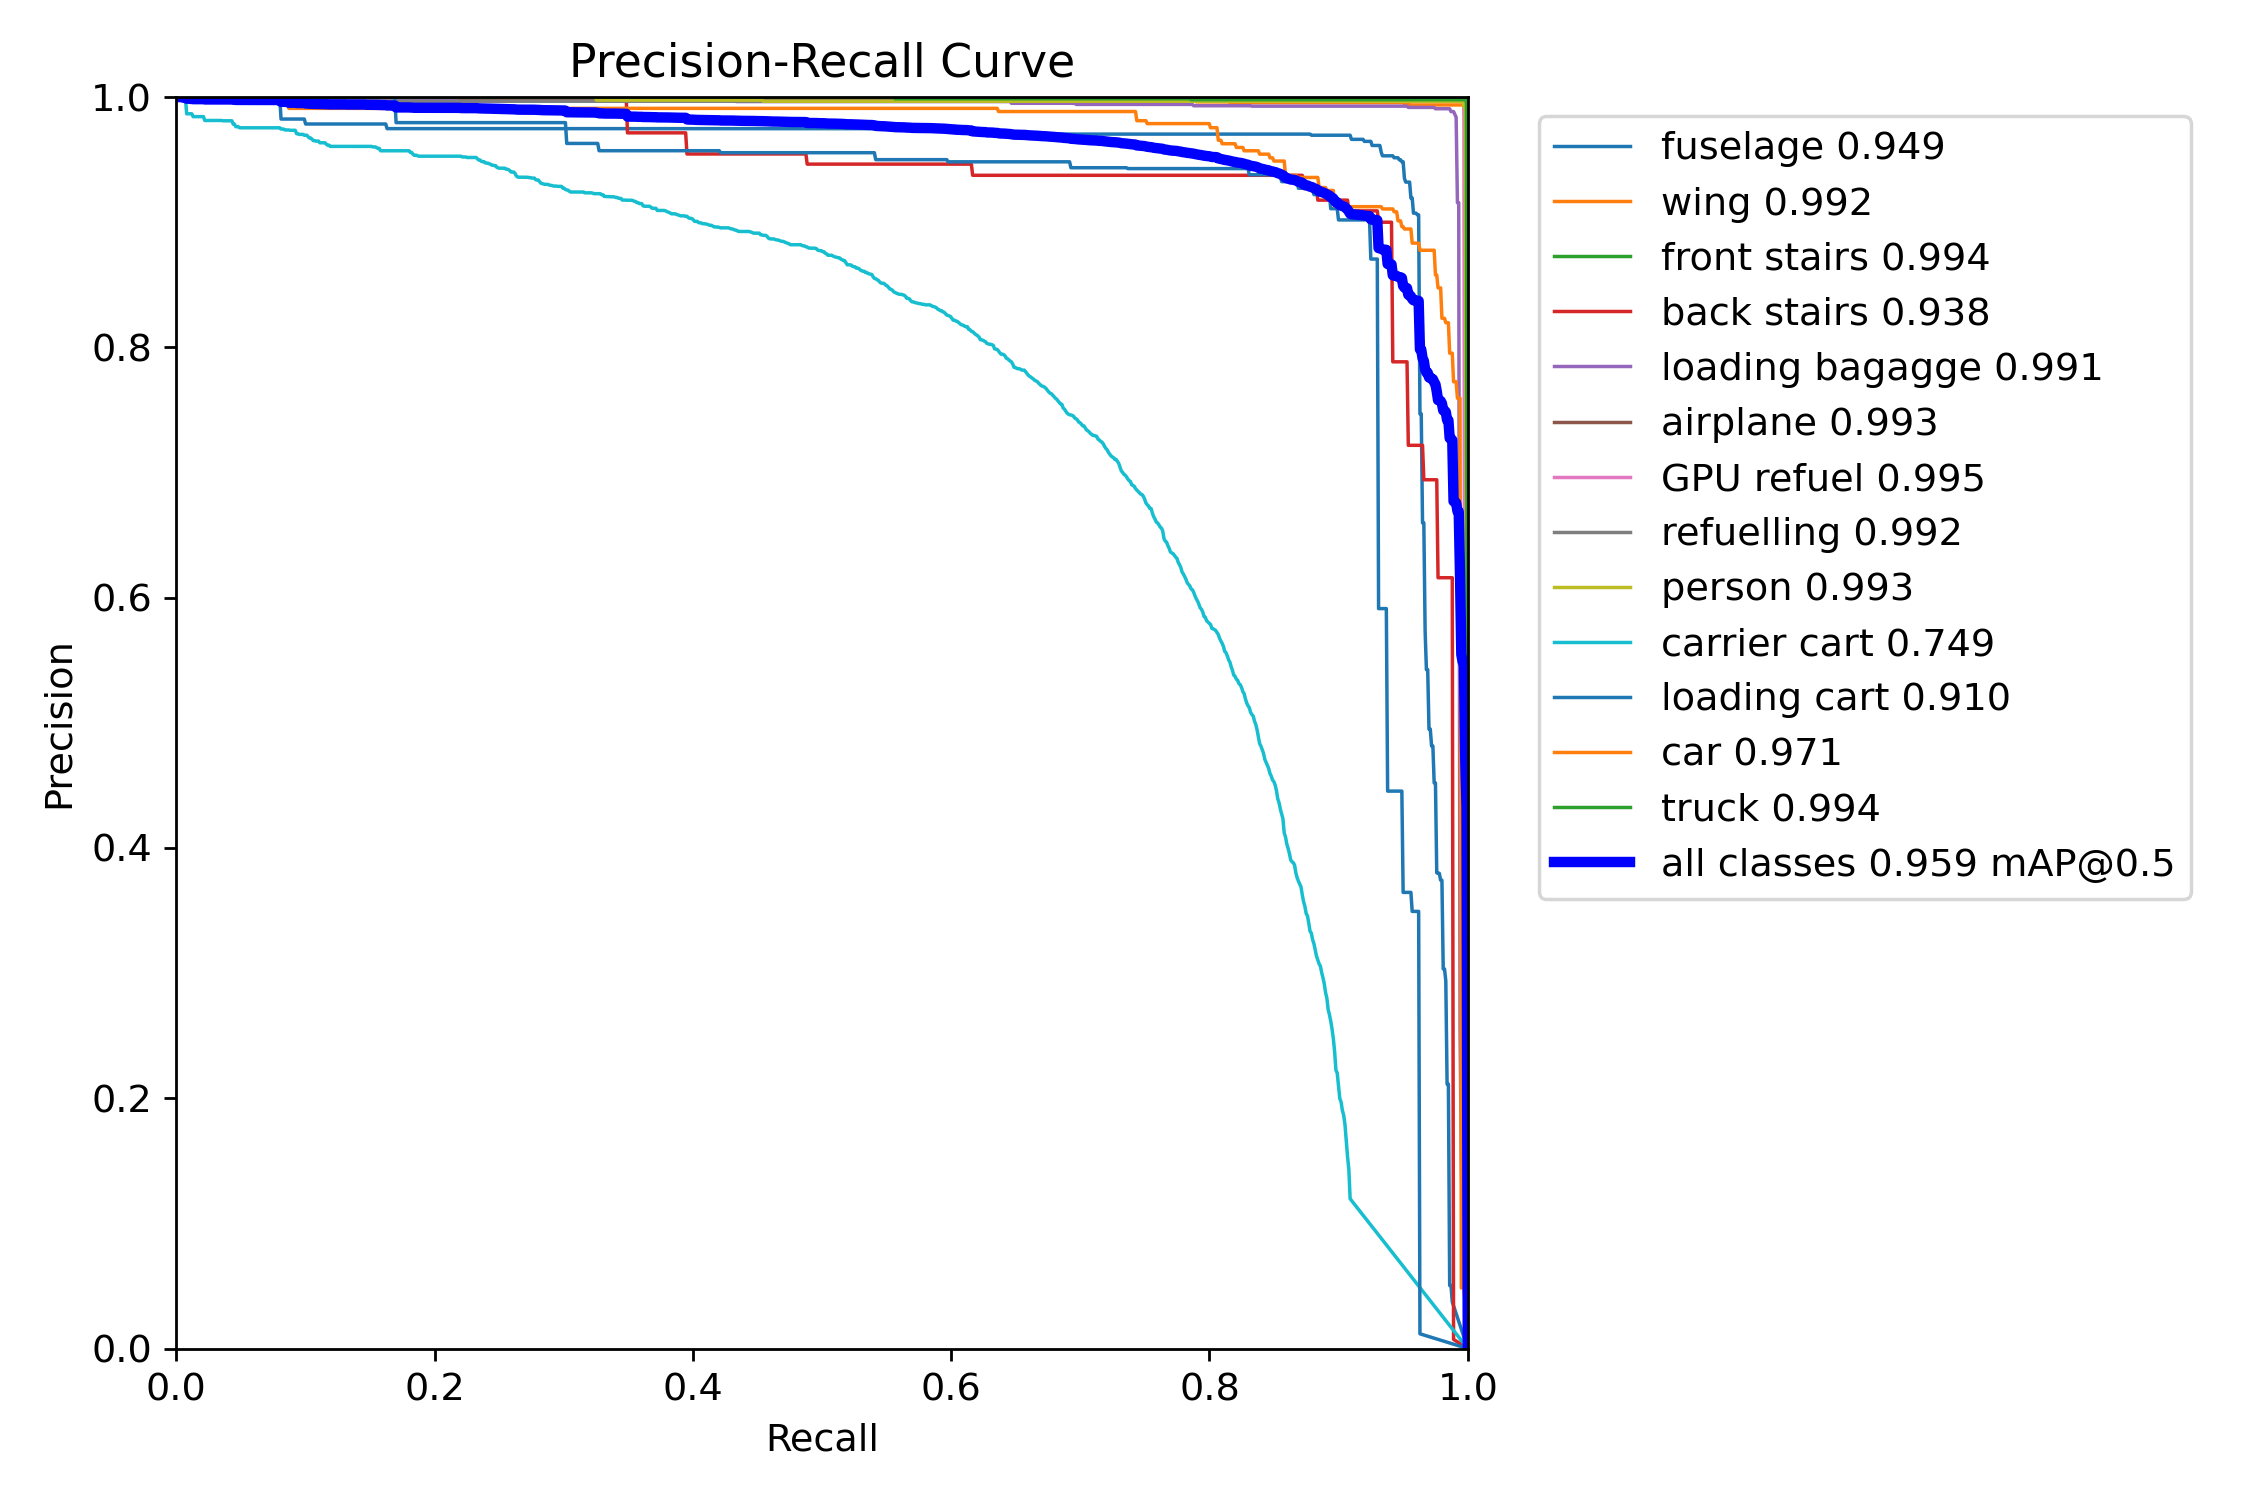 Precision-Recall Curve
1.0
0.8
0.6
0.4
0.2
0.0
Precision
0.0 0.2 0.4 0.6 0.8 1.0
Recall
fuselage 0.949
wing 0.992
front stairs 0.994
back stairs 0.938
loading bagagge 0.991
airplane 0.993
GPU refuel 0.995
refuelling 0.992
person 0.993
carrier cart 0.749
loading cart 0.910
car 0.971
truck 0.994
all classes 0.959 mAP@0.5